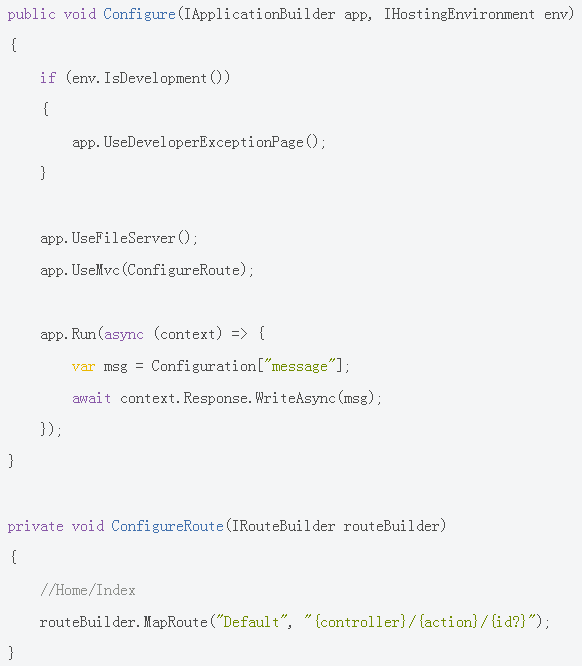 public void Configure(IApplicationBuilder app, IHostingEnvironment env)
{
    if (env.IsDevelopment())
    {
        app.UseDeveloperExceptionPage();
    }

    app.UseFileServer();
    app.UseMvc(ConfigureRoute);

    app.Run(async (context) => {
        var msg = Configuration["message"];
        await context.Response.WriteAsync(msg);
    });
}

private void ConfigureRoute(IRouteBuilder routeBuilder)
{
    //Home/Index
    routeBuilder.MapRoute("Default", "{controller}/{action}/{id?}");
}